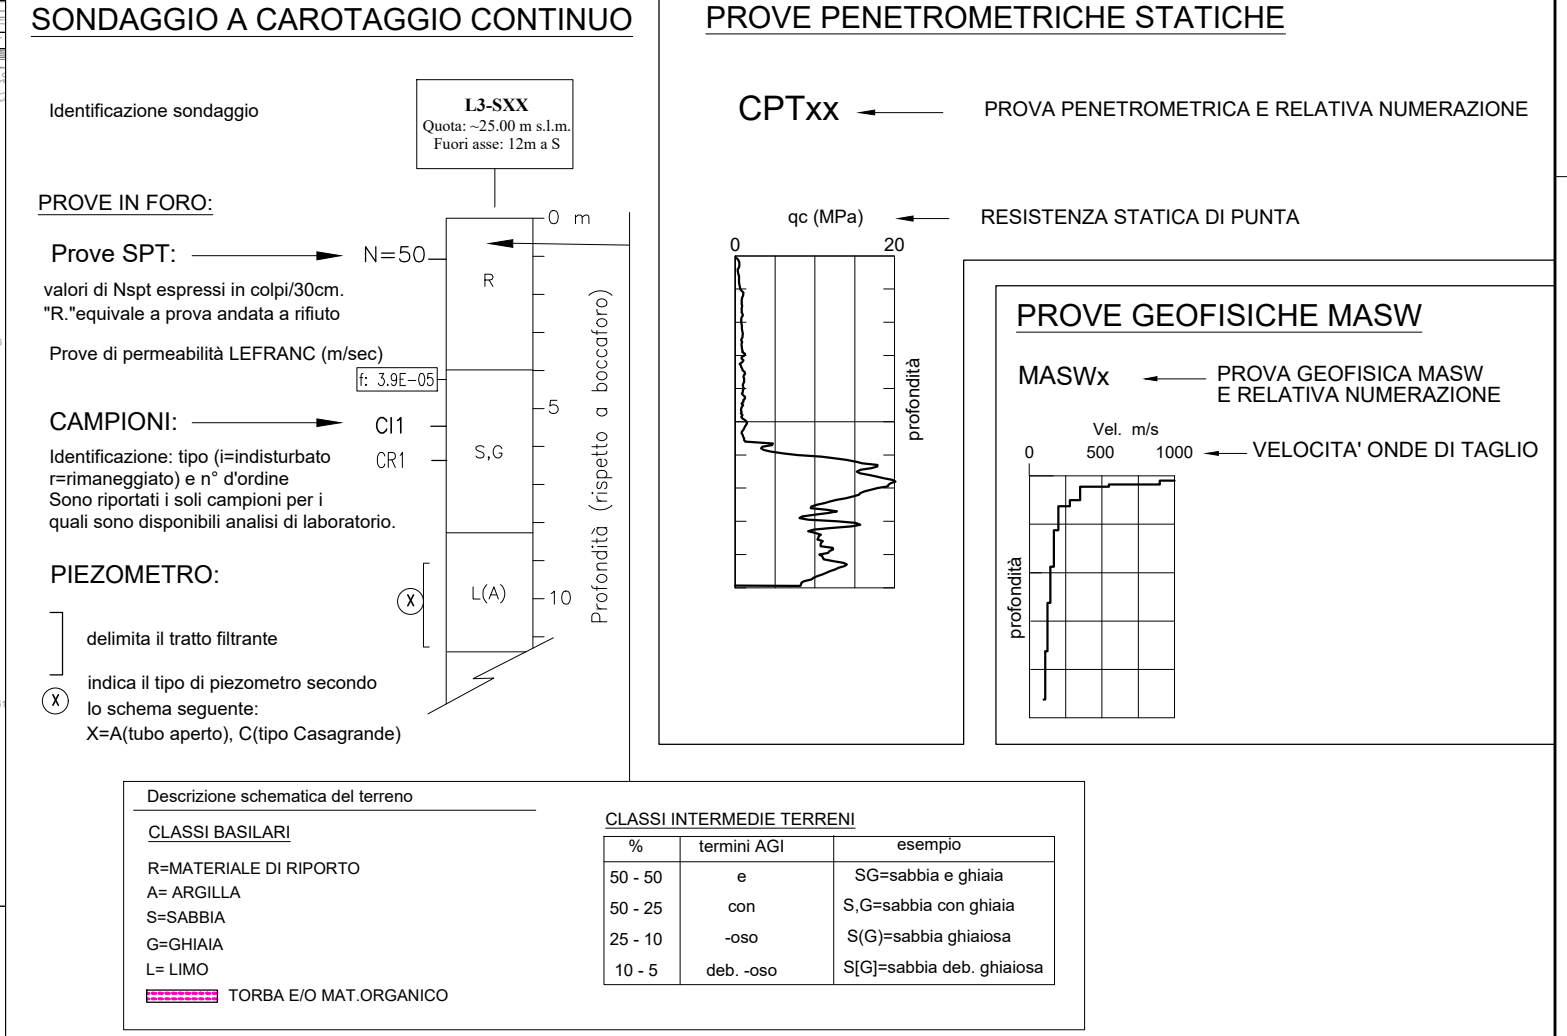 SONDAGGIO A CAROTAGGIO CONTINUO
Identificazione sondaggio
L3-SXX
Quota: ~25.00 m s.l.m.
Fuori asse: 12m a S
PROVE IN FORO:
Prove SPT:
N=50
valori di Nspt espressi in colpi/30cm.
"R."equivale a prova andata a rifiuto
Prove di permeabilità LEFRANC (m/sec)
f: 3.9E-05
CAMPIONI:
CI1
CR1
Identificazione: tipo (i=indisturbato
r=rimaneggiato) e n° d'ordine
Sono riportati i soli campioni per i
quali sono disponibili analisi di laboratorio.
PIEZOMETRO:
delimita il tratto filtrante
X
indica il tipo di piezometro secondo
lo schema seguente:
X=A(tubo aperto), C(tipo Casagrande)
X
R
S,G
L(A)
0 m
5
10
Profondità (rispetto a boccaforo)
PROVE PENETROMETRICHE STATICHE
CPTxx
PROVA PENETROMETRICA E RELATIVA NUMERAZIONE
qc (MPa)
RESISTENZA STATICA DI PUNTA
0 20
profondità
PROVE GEOFISICHE MASW
MASWx
PROVA GEOFISICA MASW
E RELATIVA NUMERAZIONE
Vel. m/s
0 500 1000
VELOCITA' ONDE DI TAGLIO
profondità
Descrizione schematica del terreno
CLASSI BASILARI
R=MATERIALE DI RIPORTO
A= ARGILLA
S=SABBIA
G=GHIAIA
L= LIMO
TORBA E/O MAT.ORGANICO
CLASSI INTERMEDIE TERRENI
% termini AGI esempio
50 - 50 e SG=sabbia e ghiaia
50 - 25 con S,G=sabbia con ghiaia
25 - 10 -oso S(G)=sabbia ghiaiosa
10 - 5 deb. -oso S[G]=sabbia deb. ghiaiosa